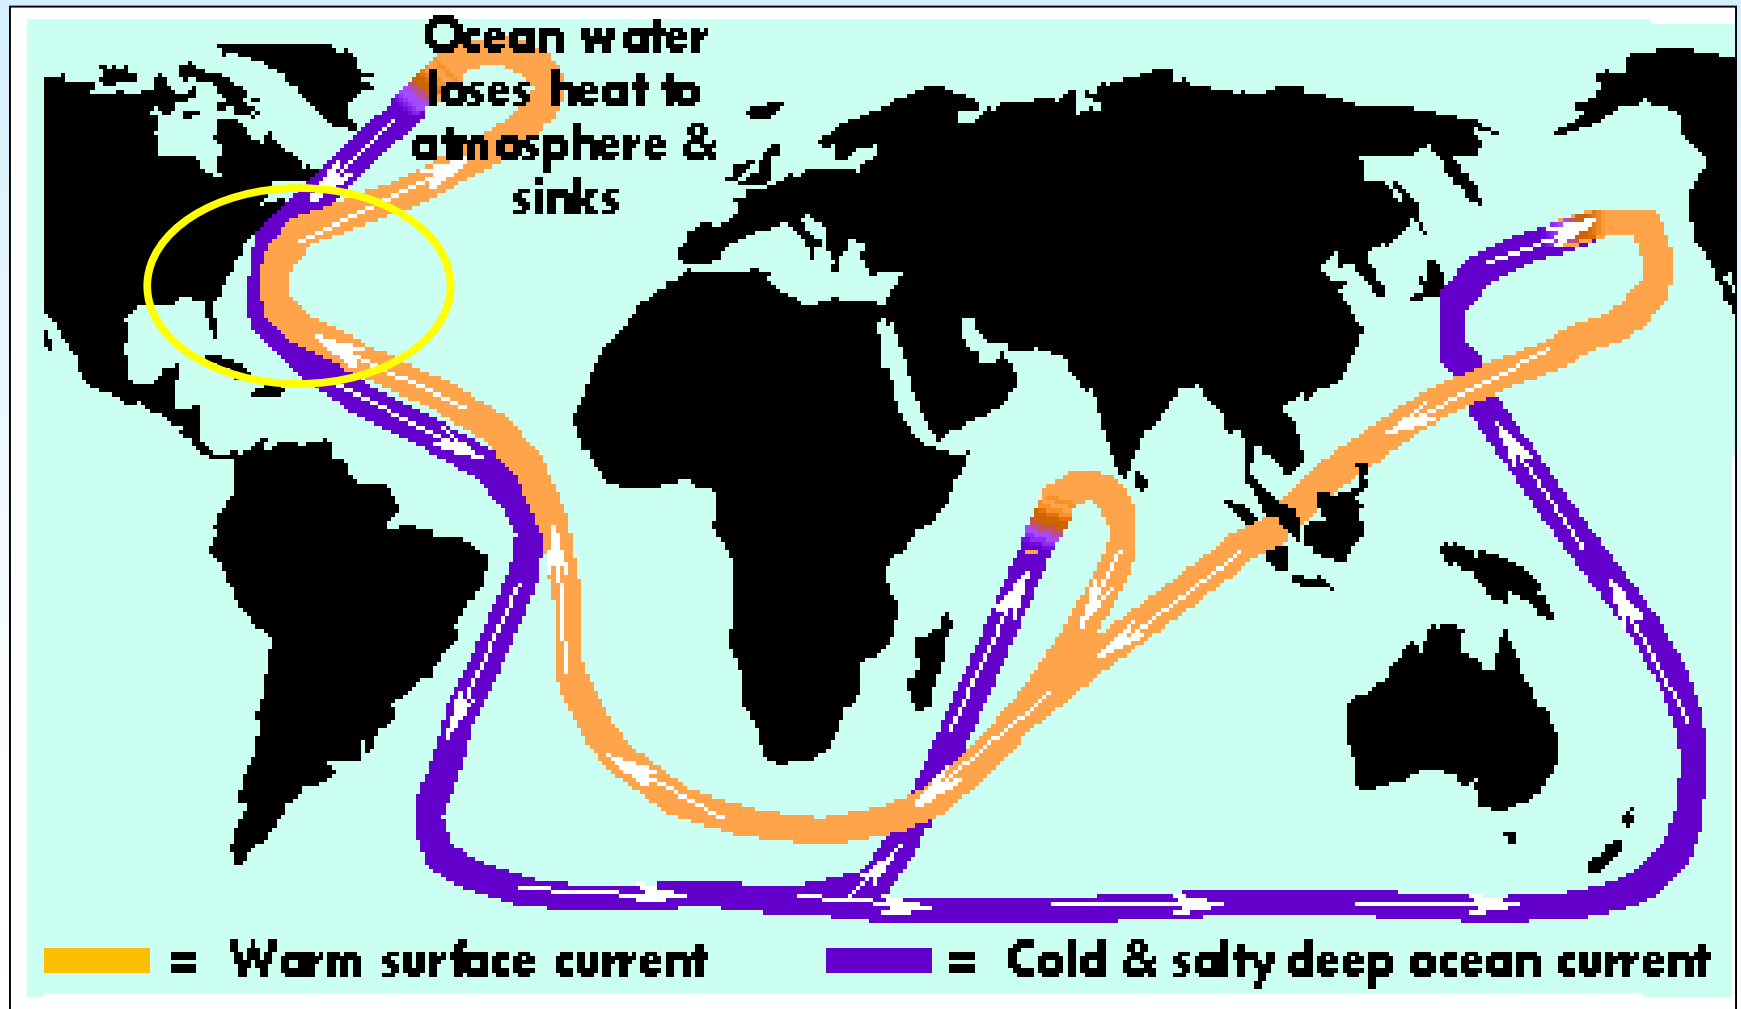 Ocean water
loses heat to
atmosphere &
sinks
= Warm surface current
= Cold & salty deep ocean current